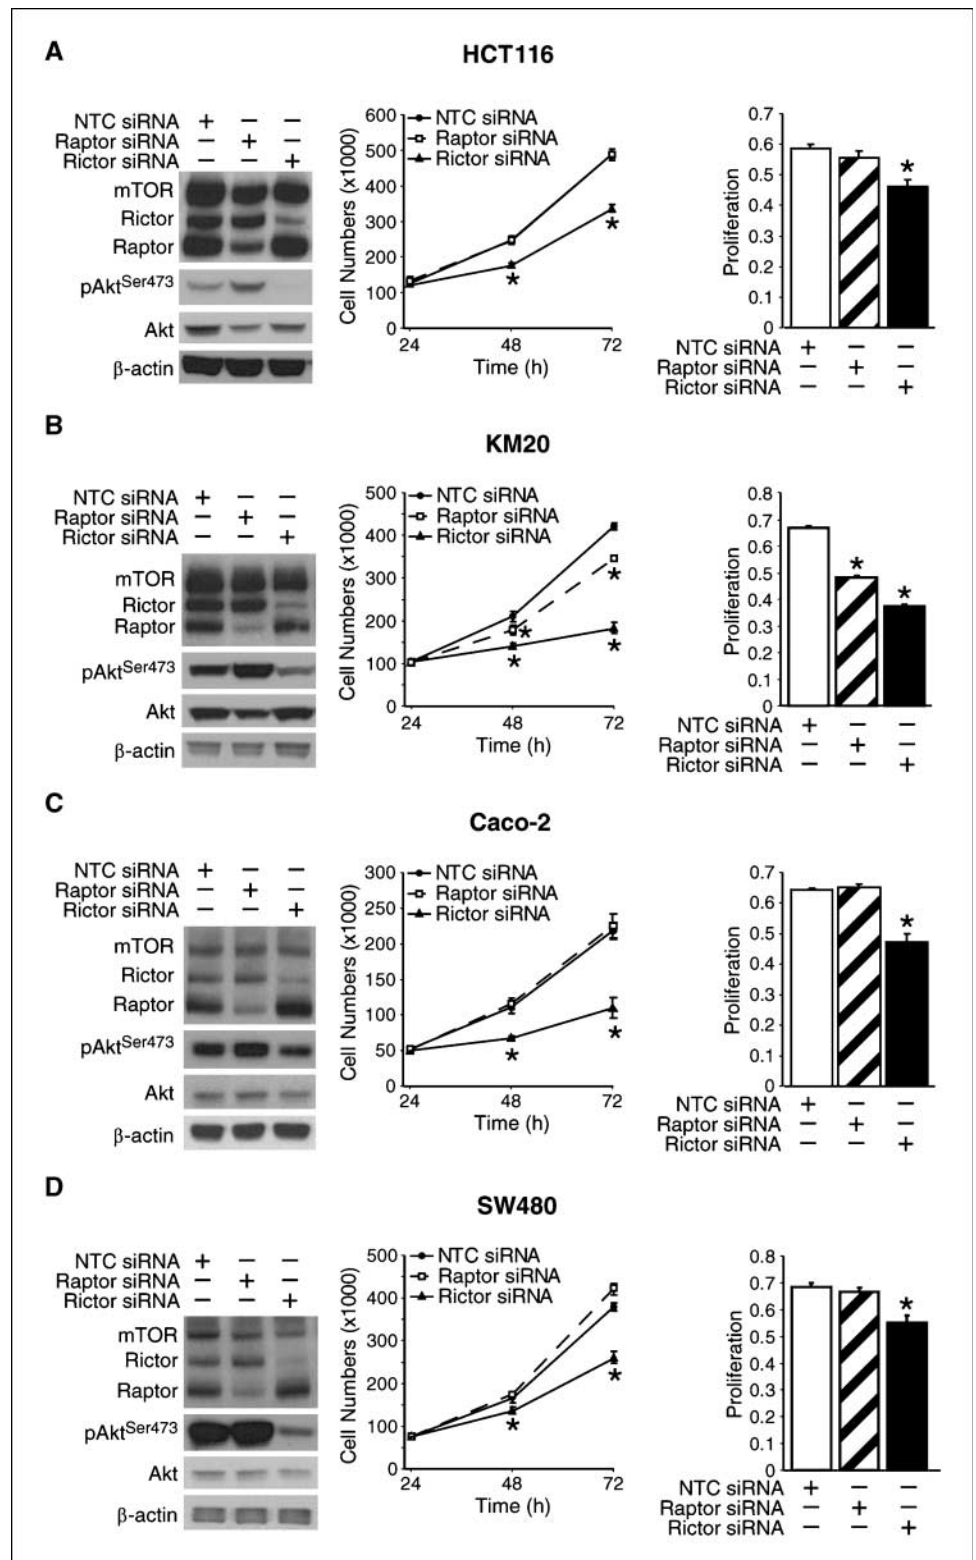 A
HCT116
NTC siRNA + – –
Raptor siRNA – + –
Rictor siRNA – – +
mTOR
Rictor
Raptor
pAktSer473
Akt
β-actin
Cell Numbers (x1000)
600
500
400
300
200
100
0
NTC siRNA
Raptor siRNA
Rictor siRNA
*
*
24 48 72
Time (h)
Proliferation
0.7
0.6
0.5
0.4
0.3
0.2
0.1
0
*
NTC siRNA + – –
Raptor siRNA – + –
Rictor siRNA – – +
B
KM20
NTC siRNA + – –
Raptor siRNA – + –
Rictor siRNA – – +
mTOR
Rictor
Raptor
pAktSer473
Akt
β-actin
Cell Numbers (x1000)
500
400
300
200
100
0
NTC siRNA
Raptor siRNA
Rictor siRNA
*
*
*
*
24 48 72
Time (h)
Proliferation
0.8
0.7
0.6
0.5
0.4
0.3
0.2
0.1
0
*
*
NTC siRNA + – –
Raptor siRNA – + –
Rictor siRNA – – +
C
Caco-2
NTC siRNA + – –
Raptor siRNA – + –
Rictor siRNA – – +
mTOR
Rictor
Raptor
pAktSer473
Akt
β-actin
Cell Numbers (x1000)
300
250
200
150
100
50
0
NTC siRNA
Raptor siRNA
Rictor siRNA
*
*
24 48 72
Time (h)
Proliferation
0.7
0.6
0.5
0.4
0.3
0.2
0.1
0
*
NTC siRNA + – –
Raptor siRNA – + –
Rictor siRNA – – +
D
SW480
NTC siRNA + – –
Raptor siRNA – + –
Rictor siRNA – – +
mTOR
Rictor
Raptor
pAktSer473
Akt
β-actin
Cell Numbers (x1000)
500
400
300
200
100
0
NTC siRNA
Raptor siRNA
Rictor siRNA
*
*
24 48 72
Time (h)
Proliferation
0.8
0.7
0.6
0.5
0.4
0.3
0.2
0.1
0
*
NTC siRNA + – –
Raptor siRNA – + –
Rictor siRNA – – +